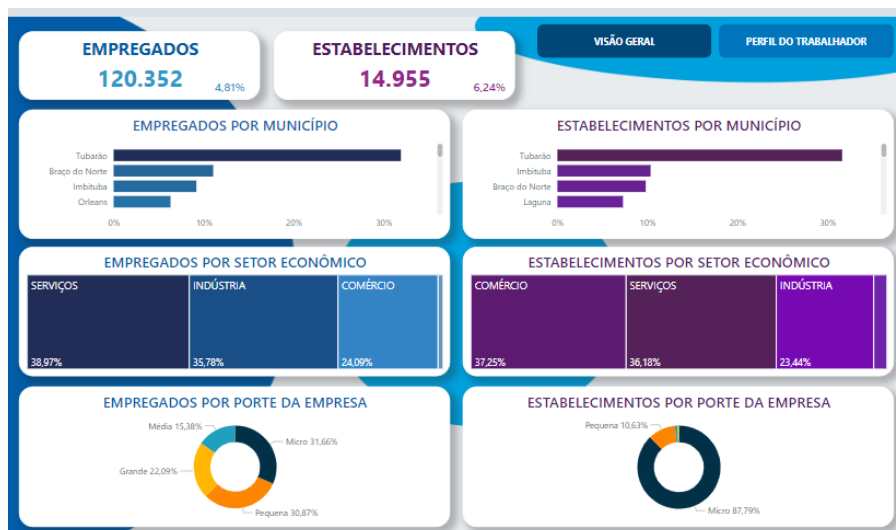 EMPREGADOS
120.352
4,81%
ESTABELECIMENTOS
14.955
6,24%
VISÃO GERAL
PERFIL DO TRABALHADOR
EMPREGADOS POR MUNICÍPIO
Tubarão
Braço do Norte
Imbituba
Orleans
0% 10% 20% 30%
ESTABELECIMENTOS POR MUNICÍPIO
Tubarão
Imbituba
Braço do Norte
Laguna
0% 10% 20% 30%
EMPREGADOS POR SETOR ECONÔMICO
SERVIÇOS INDÚSTRIA COMÉRCIO
38,97% 35,78% 24,09%
ESTABELECIMENTOS POR SETOR ECONÔMICO
COMÉRCIO SERVIÇOS INDÚSTRIA
37,25% 36,18% 23,44%
EMPREGADOS POR PORTE DA EMPRESA
Média 15,38%
Micro 31,66%
Grande 22,09%
Pequena 30,87%
ESTABELECIMENTOS POR PORTE DA EMPRESA
Pequena 10,63%
Micro 87,79%